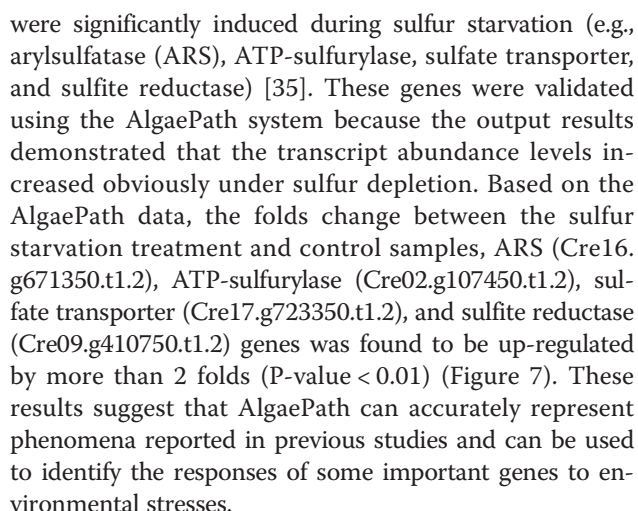 were significantly induced during sulfur starvation (e.g.,
arylsulfatase (ARS), ATP-sulfurylase, sulfate transporter,
and sulfite reductase) [35]. These genes were validated
using the AlgaePath system because the output results
demonstrated that the transcript abundance levels in-
creased obviously under sulfur depletion. Based on the
AlgaePath data, the folds change between the sulfur
starvation treatment and control samples, ARS (Cre16.
g671350.t1.2), ATP-sulfurylase (Cre02.g107450.t1.2), sul-
fate transporter (Cre17.g723350.t1.2), and sulfite reductase
(Cre09.g410750.t1.2) genes was found to be up-regulated
by more than 2 folds (P-value < 0.01) (Figure 7). These
results suggest that AlgaePath can accurately represent
phenomena reported in previous studies and can be used
to identify the responses of some important genes to en-
vironmental stresses.